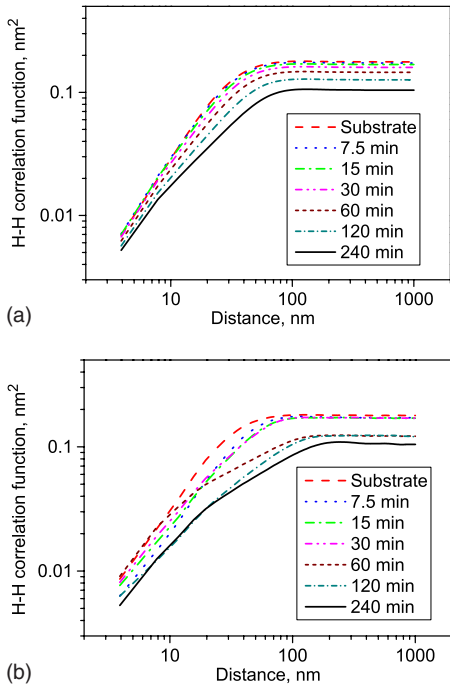 H-H correlation function, nm²
0.1
0.01
Substrate
7.5 min
15 min
30 min
60 min
120 min
240 min
10
100
1000
Distance, nm
(a)
H-H correlation function, nm²
0.1
0.01
Substrate
7.5 min
15 min
30 min
60 min
120 min
240 min
10
100
1000
Distance, nm
(b)